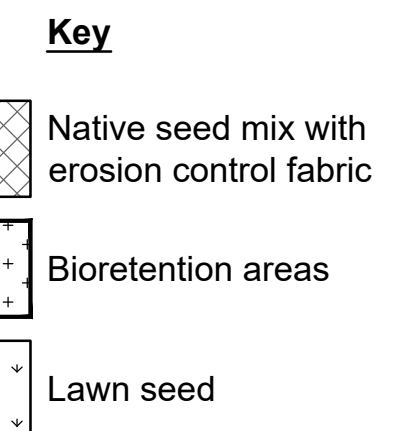 Key
Native seed mix with
erosion control fabric
Bioretention areas
Lawn seed